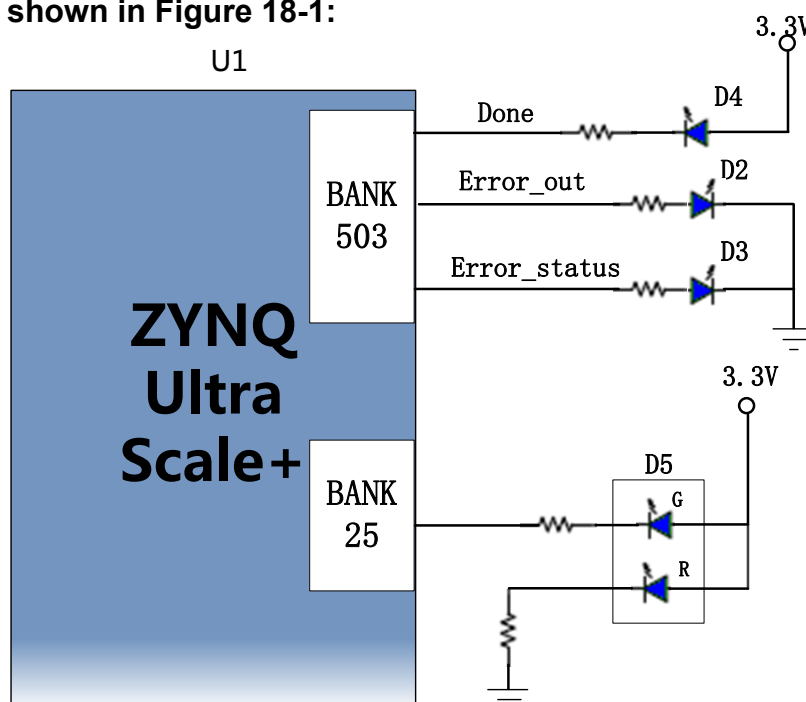 shown in Figure 18-1:
U1
3.3V
Done
D4
Error_out
D2
BANK
503
Error_status
D3
ZYNQ
Ultra
Scale+
3.3V
D5
BANK
25
G
R